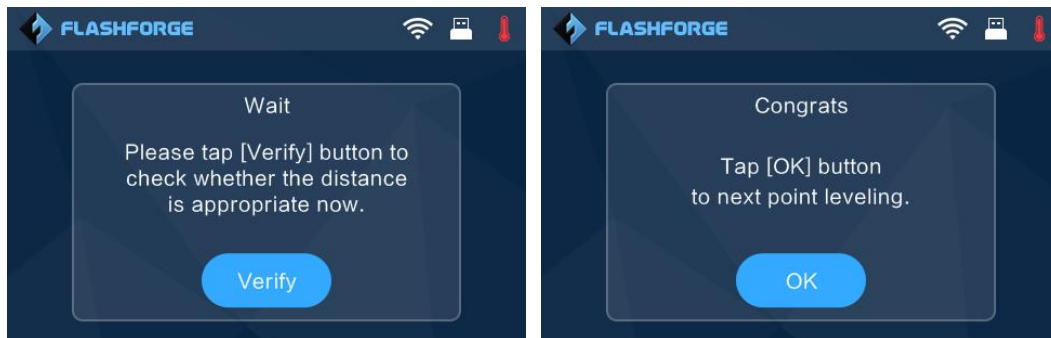 FLASHFORGE
Wait
Please tap [Verify] button to
check whether the distance
is appropriate now.
Verify
FLASHFORGE
Congrats
Tap [OK] button
to next point leveling.
OK